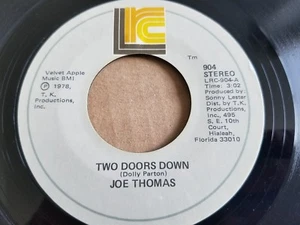 LRC
Tm
Velvet Apple
Music BMI
℗ 1978,
T. K.
Productions,
Inc.
904
STEREO
LRC-904-A
Time: 3:02
Produced by
Sonny Lester
Dist. by T.K.
Productions,
Inc., 495
S. E. 10th
Court,
Hialeah,
Florida 33010
TWO DOORS DOWN
(Dolly Parton)
JOE THOMAS